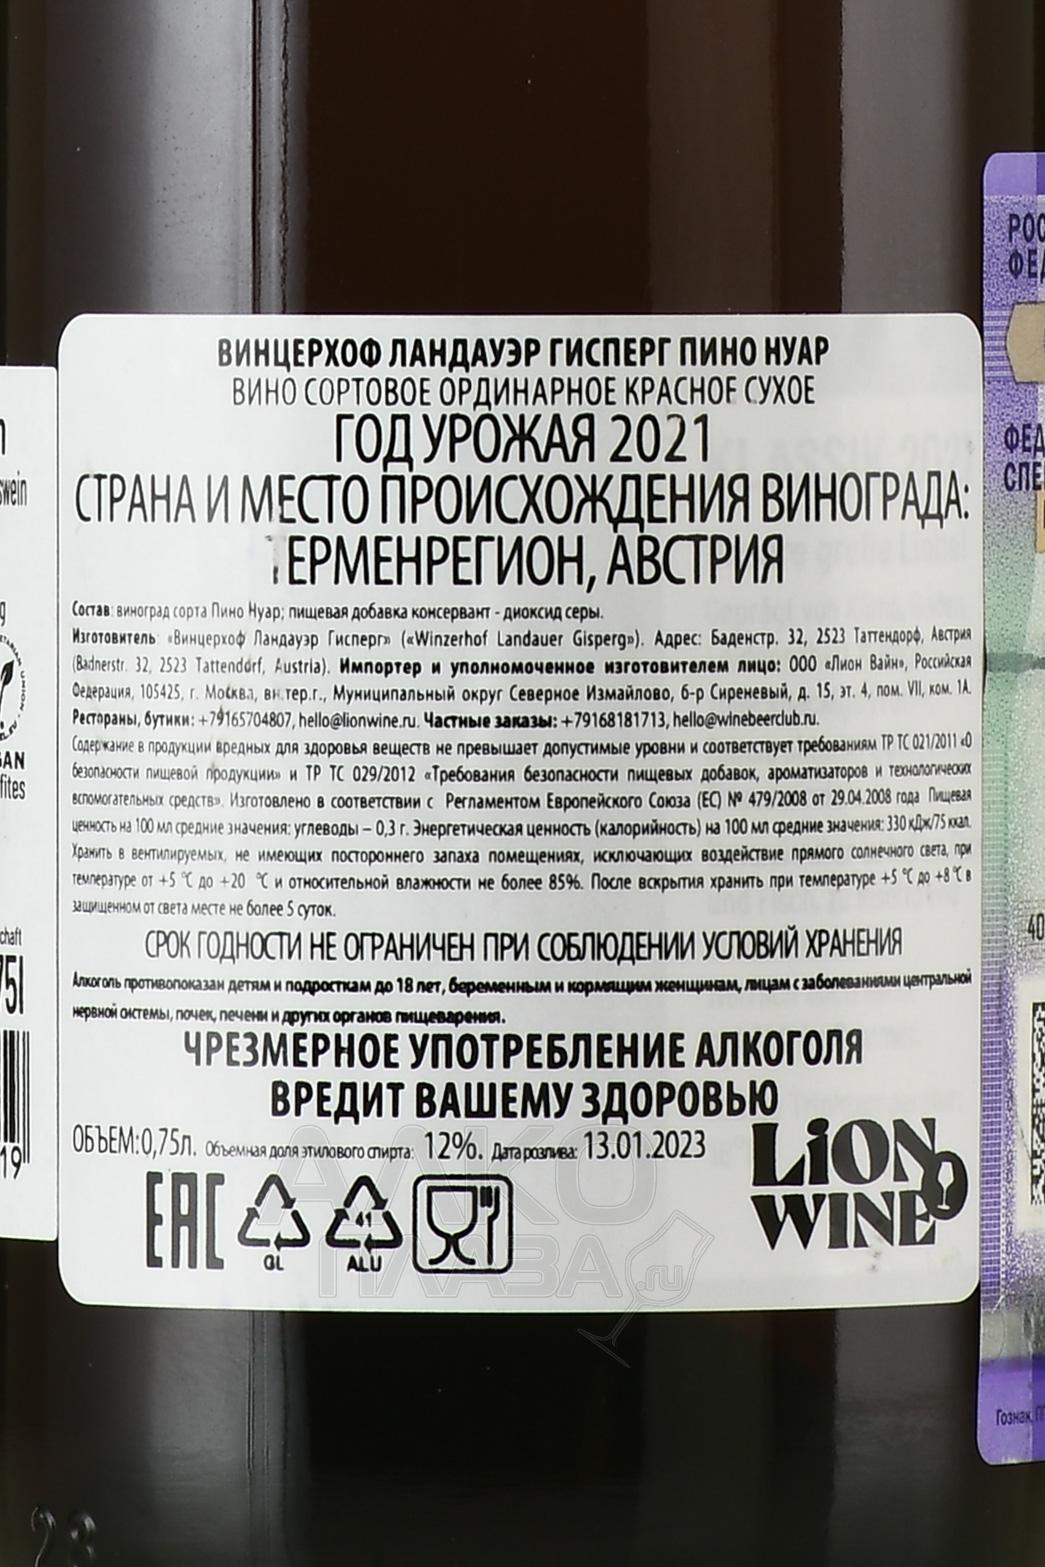 ВИНЦЕРХОФ ЛАНДАУЭР ГИСПЕРГ ПИНО НУАР
ВИНО СОРТОВОЕ ОРДИНАРНОЕ КРАСНОЕ СУХОЕ
ГОД УРОЖАЯ 2021
СТРАНА И МЕСТО ПРОИСХОЖДЕНИЯ ВИНОГРАДА:
ТЕРМЕНРЕГИОН, АВСТРИЯ
Состав: виноград сорта Пино Нуар; пищевая добавка консервант - диоксид серы.
Изготовитель: «Винцерхоф Ландауэр Гисперг» («Winzerhof Landauer Gisperg»). Адрес: Баденстр. 32, 2523 Таттендорф, Австрия
(Badnerstr. 32, 2523 Tattendorf, Austria). Импортер и уполномоченное изготовителем лицо: ООО «Лион Вайн», Российская
Федерация, 105425, г. Москва, вн.тер.г., Муниципальный округ Северное Измайлово, б-р Сиреневый, д. 15, эт. 4, пом. VII, ком. 1А.
Рестораны, бутики: +79165704807, hello@lionwine.ru. Частные заказы: +79168181713, hello@winebeerclub.ru.
Содержание в продукции вредных для здоровья веществ не превышает допустимые уровни и соответствует требованиям ТР ТС 021/2011 «О
безопасности пищевой продукции» и ТР ТС 029/2012 «Требования безопасности пищевых добавок, ароматизаторов и технологических
вспомогательных средств». Изготовлено в соответствии с Регламентом Европейского Союза (ЕС) № 479/2008 от 29.04.2008 года Пищевая
ценность на 100 мл средние значения: углеводы – 0,3 г. Энергетическая ценность (калорийность) на 100 мл средние значения: 330 кДж/75 ккал.
Хранить в вентилируемых, не имеющих постороннего запаха помещениях, исключающих воздействие прямого солнечного света, при
температуре от +5 °С до +20 °С и относительной влажности не более 85%. После вскрытия хранить при температуре +5 °С до +8 °С в
защищенном от света месте не более 5 суток.
СРОК ГОДНОСТИ НЕ ОГРАНИЧЕН ПРИ СОБЛЮДЕНИИ УСЛОВИЙ ХРАНЕНИЯ
Алкоголь противопоказан детям и подросткам до 18 лет, беременным и кормящим женщинам, лицам с заболеваниями центральной
нервной системы, почек, печени и других органов пищеварения.
ЧРЕЗМЕРНОЕ УПОТРЕБЛЕНИЕ АЛКОГОЛЯ
ВРЕДИТ ВАШЕМУ ЗДОРОВЬЮ
ОБЪЕМ:0,75л. Объемная доля этилового спирта: 12%. Дата розлива: 13.01.2023
LiON
WINE
EAC
GL
41
ALU
АЛКО
ПЛАЗА.ru
swein
75l
19
Гознак
23